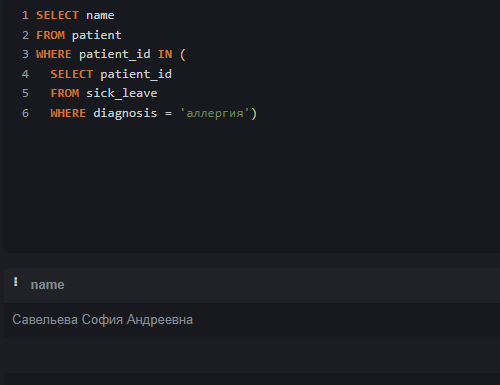 1 SELECT name
2 FROM patient
3 WHERE patient_id IN (
4   SELECT patient_id
5   FROM sick_leave
6   WHERE diagnosis = 'аллергия')
name
Савельева София Андреевна